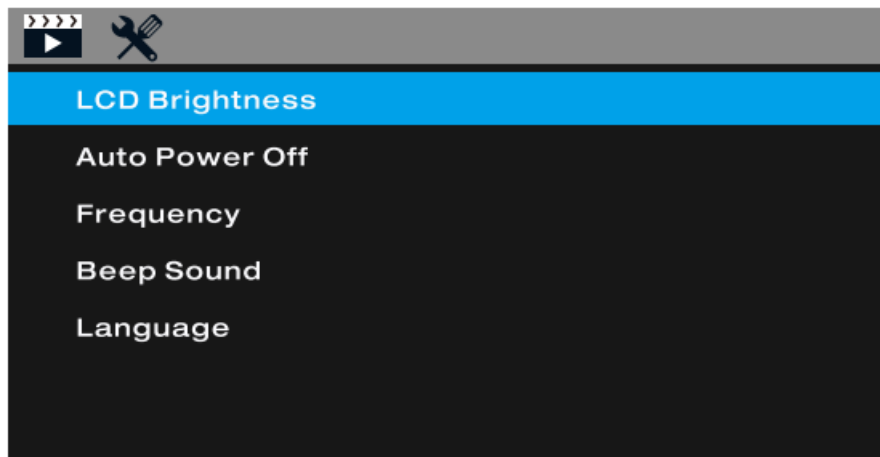 LCD Brightness
Auto Power Off
Frequency
Beep Sound
Language